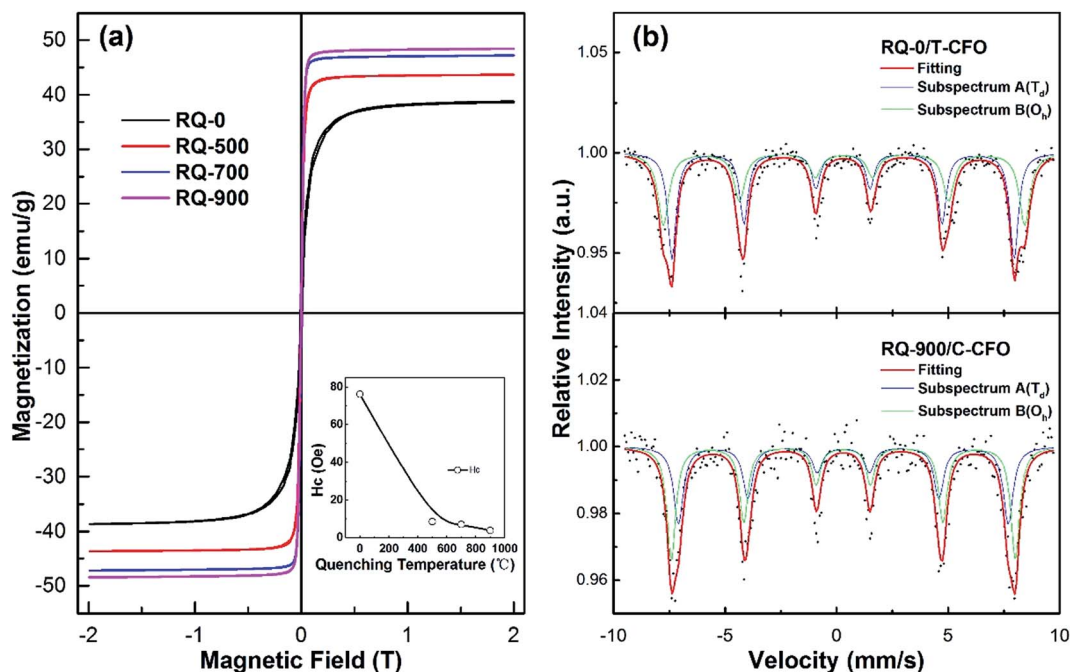 (a)
RQ-0
RQ-500
RQ-700
RQ-900
Magnetization (emu/g)
50
40
30
20
10
0
-10
-20
-30
-40
-50
-2
-1
0
1
2
Magnetic Field (T)
Hc (Oe)
80
60
40
20
0
Hc
0 200 400 600 800 1000
Quenching Temperature (℃)
(b)
RQ-0/T-CFO
Fitting
Subspectrum A(Td)
Subspectrum B(Oh)
Relative Intensity (a.u.)
1.05
1.00
0.95
1.04
RQ-900/C-CFO
Fitting
Subspectrum A(Td)
Subspectrum B(Oh)
1.02
1.00
0.98
0.96
-10
-5
0
5
10
Velocity (mm/s)